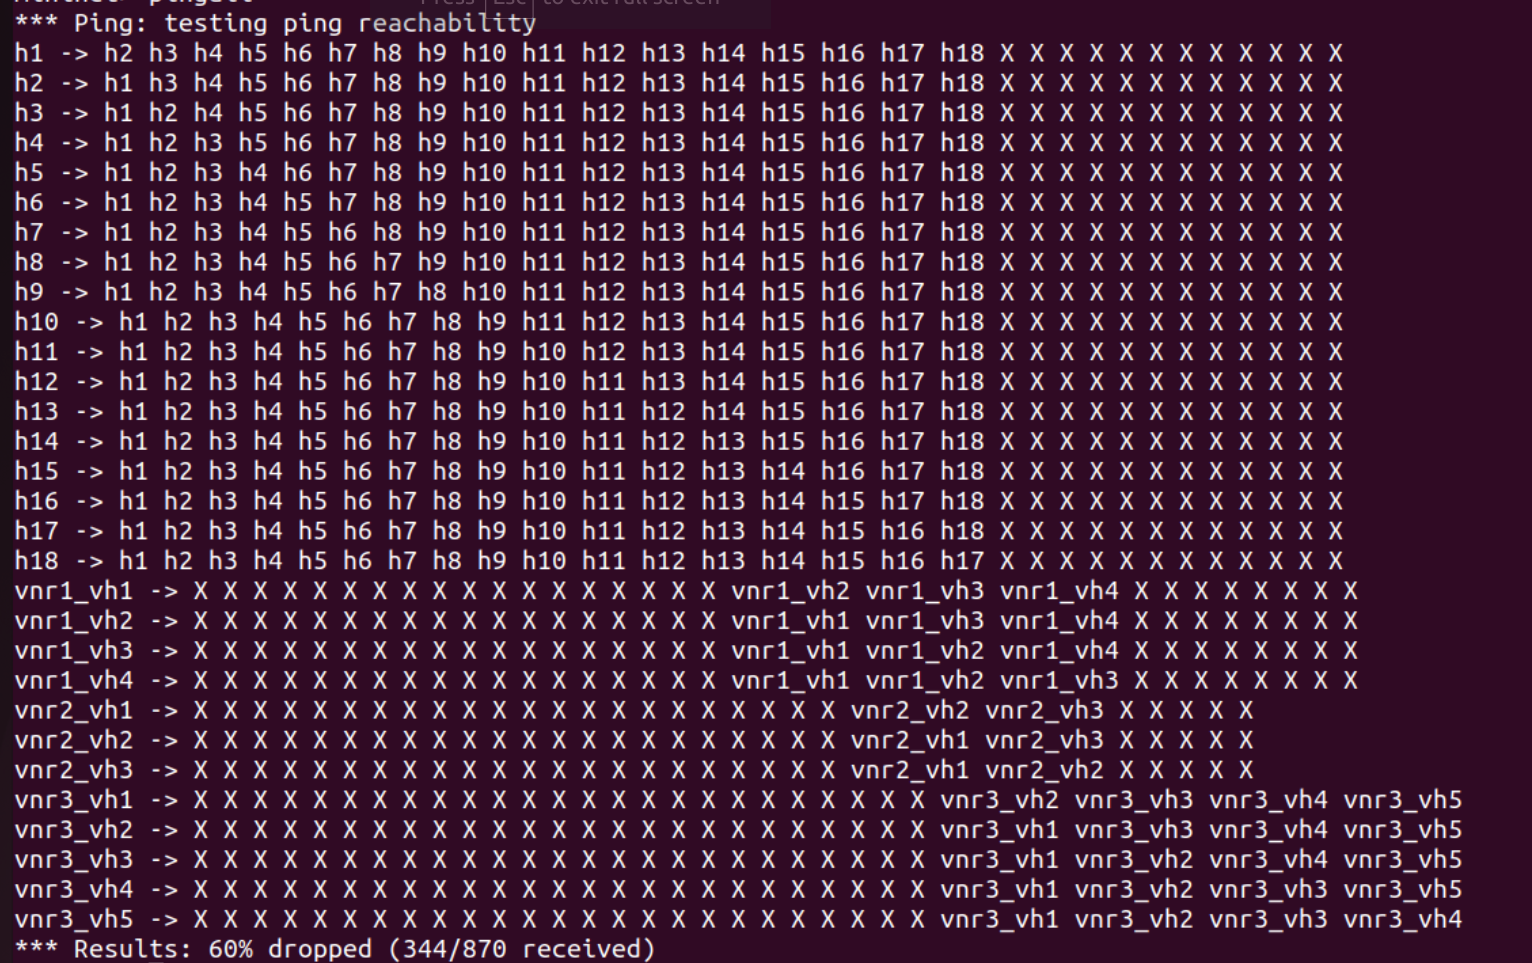 Press Esc to exit full screen
*** Ping: testing ping reachability
h1 -> h2 h3 h4 h5 h6 h7 h8 h9 h10 h11 h12 h13 h14 h15 h16 h17 h18 X X X X X X X X X X X X
h2 -> h1 h3 h4 h5 h6 h7 h8 h9 h10 h11 h12 h13 h14 h15 h16 h17 h18 X X X X X X X X X X X X
h3 -> h1 h2 h4 h5 h6 h7 h8 h9 h10 h11 h12 h13 h14 h15 h16 h17 h18 X X X X X X X X X X X X
h4 -> h1 h2 h3 h5 h6 h7 h8 h9 h10 h11 h12 h13 h14 h15 h16 h17 h18 X X X X X X X X X X X X
h5 -> h1 h2 h3 h4 h6 h7 h8 h9 h10 h11 h12 h13 h14 h15 h16 h17 h18 X X X X X X X X X X X X
h6 -> h1 h2 h3 h4 h5 h7 h8 h9 h10 h11 h12 h13 h14 h15 h16 h17 h18 X X X X X X X X X X X X
h7 -> h1 h2 h3 h4 h5 h6 h8 h9 h10 h11 h12 h13 h14 h15 h16 h17 h18 X X X X X X X X X X X X
h8 -> h1 h2 h3 h4 h5 h6 h7 h9 h10 h11 h12 h13 h14 h15 h16 h17 h18 X X X X X X X X X X X X
h9 -> h1 h2 h3 h4 h5 h6 h7 h8 h10 h11 h12 h13 h14 h15 h16 h17 h18 X X X X X X X X X X X X
h10 -> h1 h2 h3 h4 h5 h6 h7 h8 h9 h11 h12 h13 h14 h15 h16 h17 h18 X X X X X X X X X X X X
h11 -> h1 h2 h3 h4 h5 h6 h7 h8 h9 h10 h12 h13 h14 h15 h16 h17 h18 X X X X X X X X X X X X
h12 -> h1 h2 h3 h4 h5 h6 h7 h8 h9 h10 h11 h13 h14 h15 h16 h17 h18 X X X X X X X X X X X X
h13 -> h1 h2 h3 h4 h5 h6 h7 h8 h9 h10 h11 h12 h14 h15 h16 h17 h18 X X X X X X X X X X X X
h14 -> h1 h2 h3 h4 h5 h6 h7 h8 h9 h10 h11 h12 h13 h15 h16 h17 h18 X X X X X X X X X X X X
h15 -> h1 h2 h3 h4 h5 h6 h7 h8 h9 h10 h11 h12 h13 h14 h16 h17 h18 X X X X X X X X X X X X
h16 -> h1 h2 h3 h4 h5 h6 h7 h8 h9 h10 h11 h12 h13 h14 h15 h17 h18 X X X X X X X X X X X X
h17 -> h1 h2 h3 h4 h5 h6 h7 h8 h9 h10 h11 h12 h13 h14 h15 h16 h18 X X X X X X X X X X X X
h18 -> h1 h2 h3 h4 h5 h6 h7 h8 h9 h10 h11 h12 h13 h14 h15 h16 h17 X X X X X X X X X X X X
vnr1_vh1 -> X X X X X X X X X X X X X X X X X X vnr1_vh2 vnr1_vh3 vnr1_vh4 X X X X X X X X
vnr1_vh2 -> X X X X X X X X X X X X X X X X X X vnr1_vh1 vnr1_vh3 vnr1_vh4 X X X X X X X X
vnr1_vh3 -> X X X X X X X X X X X X X X X X X X vnr1_vh1 vnr1_vh2 vnr1_vh4 X X X X X X X X
vnr1_vh4 -> X X X X X X X X X X X X X X X X X X vnr1_vh1 vnr1_vh2 vnr1_vh3 X X X X X X X X
vnr2_vh1 -> X X X X X X X X X X X X X X X X X X X X X X vnr2_vh2 vnr2_vh3 X X X X X
vnr2_vh2 -> X X X X X X X X X X X X X X X X X X X X X X vnr2_vh1 vnr2_vh3 X X X X X
vnr2_vh3 -> X X X X X X X X X X X X X X X X X X X X X X vnr2_vh1 vnr2_vh2 X X X X X
vnr3_vh1 -> X X X X X X X X X X X X X X X X X X X X X X X X X vnr3_vh2 vnr3_vh3 vnr3_vh4 vnr3_vh5
vnr3_vh2 -> X X X X X X X X X X X X X X X X X X X X X X X X X vnr3_vh1 vnr3_vh3 vnr3_vh4 vnr3_vh5
vnr3_vh3 -> X X X X X X X X X X X X X X X X X X X X X X X X X vnr3_vh1 vnr3_vh2 vnr3_vh4 vnr3_vh5
vnr3_vh4 -> X X X X X X X X X X X X X X X X X X X X X X X X X vnr3_vh1 vnr3_vh2 vnr3_vh3 vnr3_vh5
vnr3_vh5 -> X X X X X X X X X X X X X X X X X X X X X X X X X vnr3_vh1 vnr3_vh2 vnr3_vh3 vnr3_vh4
*** Results: 60% dropped (344/870 received)